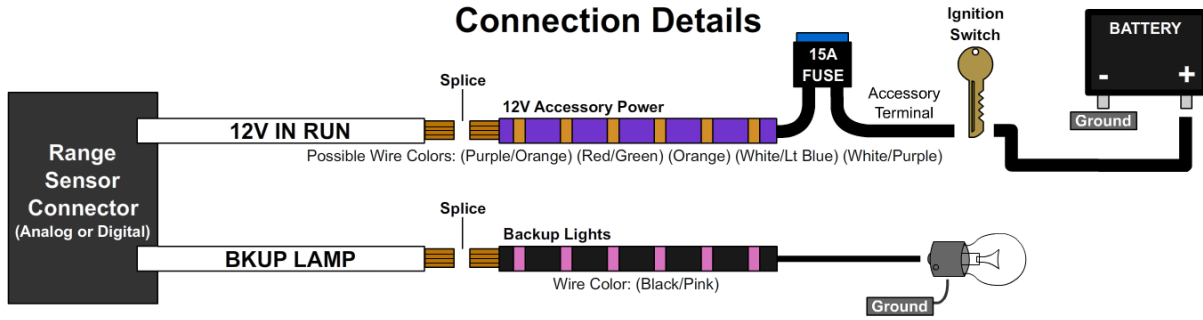 Connection Details
Ignition
Switch
BATTERY
- +
Ground
15A
FUSE
Accessory
Terminal
Splice
12V Accessory Power
12V IN RUN
Possible Wire Colors: (Purple/Orange) (Red/Green) (Orange) (White/Lt Blue) (White/Purple)
Range
Sensor
Connector
(Analog or Digital)
Splice
Backup Lights
BKUP LAMP
Wire Color: (Black/Pink)
Ground